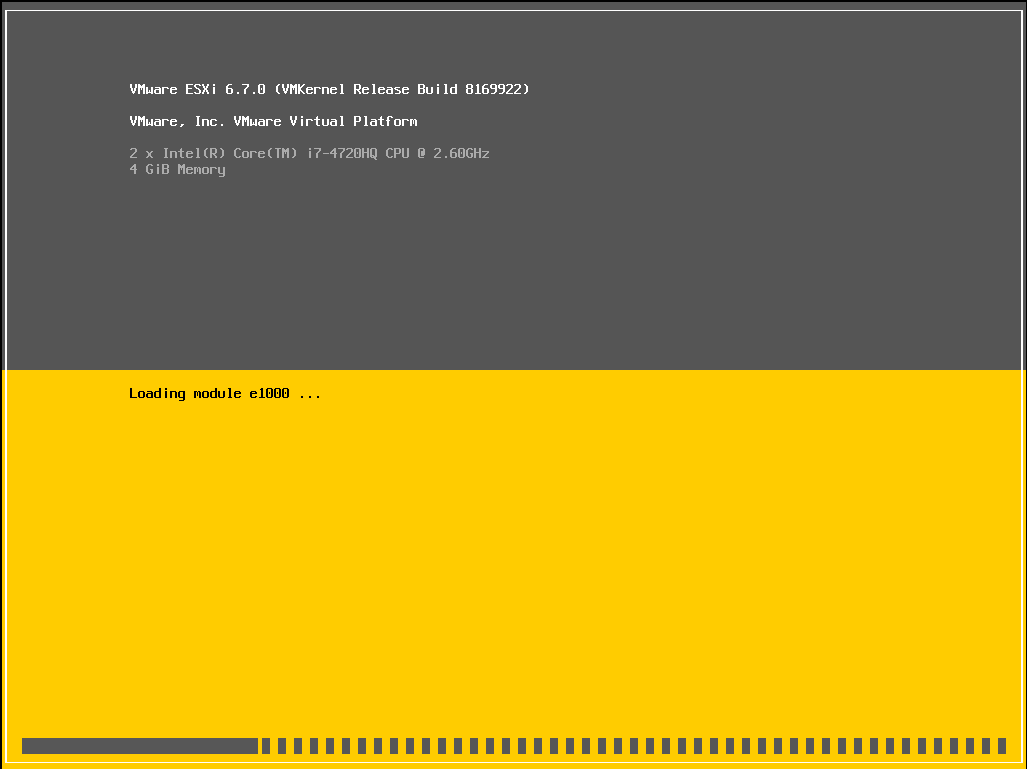 VMware ESXi 6.7.0 (VMKernel Release Build 8169922)
VMware, Inc. VMware Virtual Platform
2 x Intel(R) Core(TM) i7-4720HQ CPU @ 2.60GHz
4 GiB Memory
Loading module e1000 ...